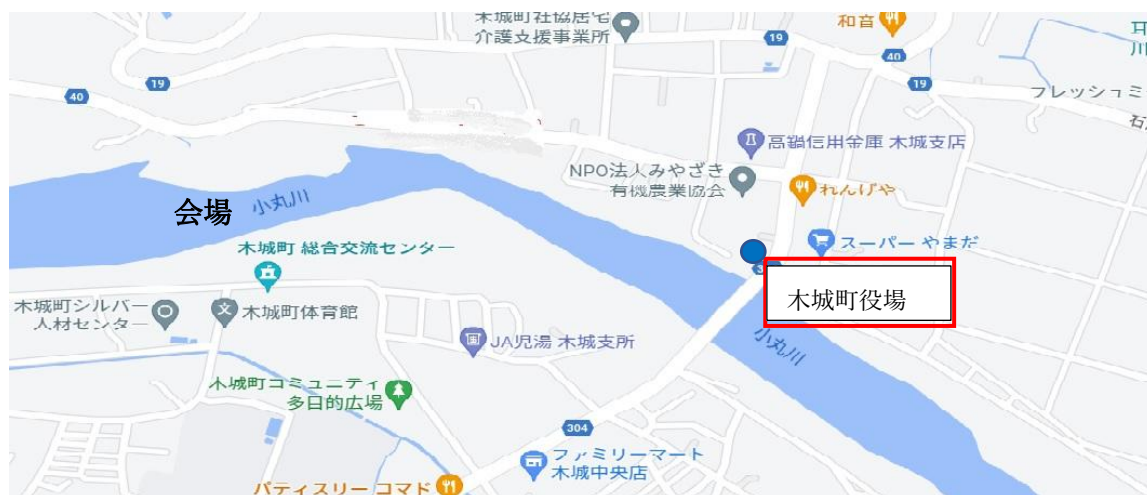 木城町社協居宅
介護支援事業所
和音
19
40
19
19
40
フレッシュミ
高鍋信用金庫 木城支店
NPO法人みやざき
有機農業協会
れんげや
会場
小丸川
木城町 総合交流センター
スーパー やまだ
木城町役場
木城町シルバー
人材センター
木城町体育館
JA児湯 木城支所
小丸川
木城町コミュニティ
多目的広場
304
ファミリーマート
木城中央店
パティスリー コマド